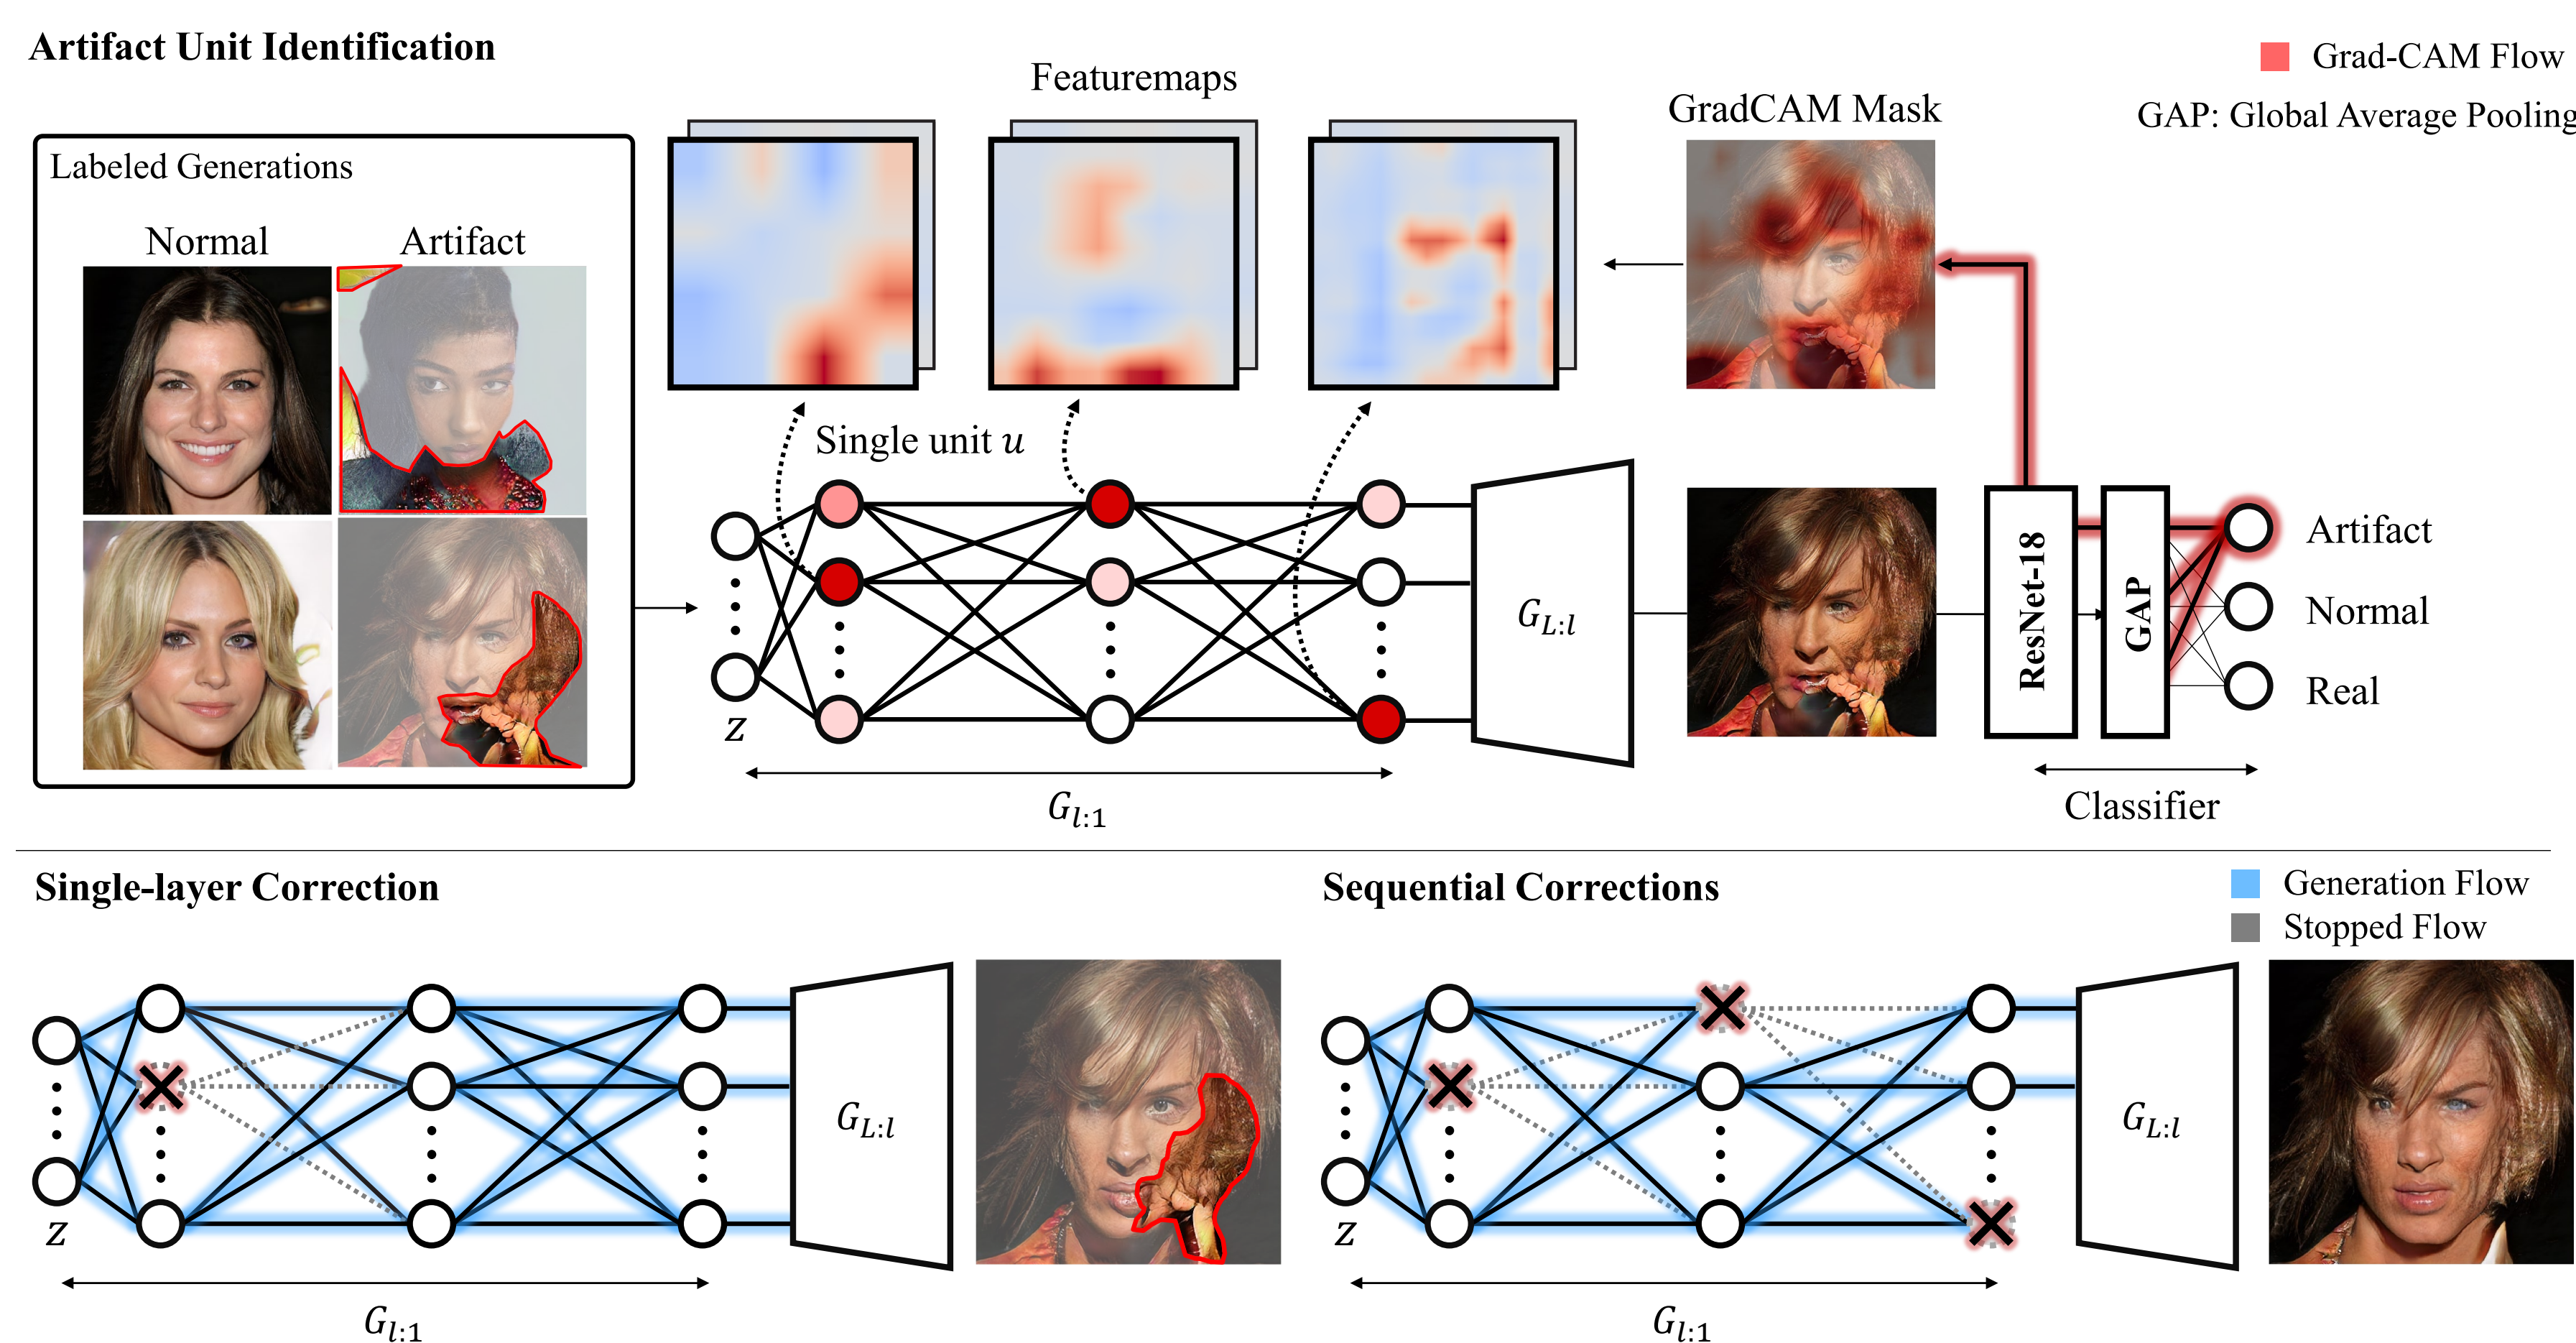 Artifact Unit Identification
Grad-CAM Flow
GAP: Global Average Pooling
Labeled Generations
Normal
Artifact
Featuremaps
GradCAM Mask
Single unit u
z
G_{l:1}
G_{L:l}
ResNet-18
GAP
Artifact
Normal
Real
Classifier
Single-layer Correction
z
G_{l:1}
G_{L:l}
Sequential Corrections
Generation Flow
Stopped Flow
z
G_{l:1}
G_{L:l}